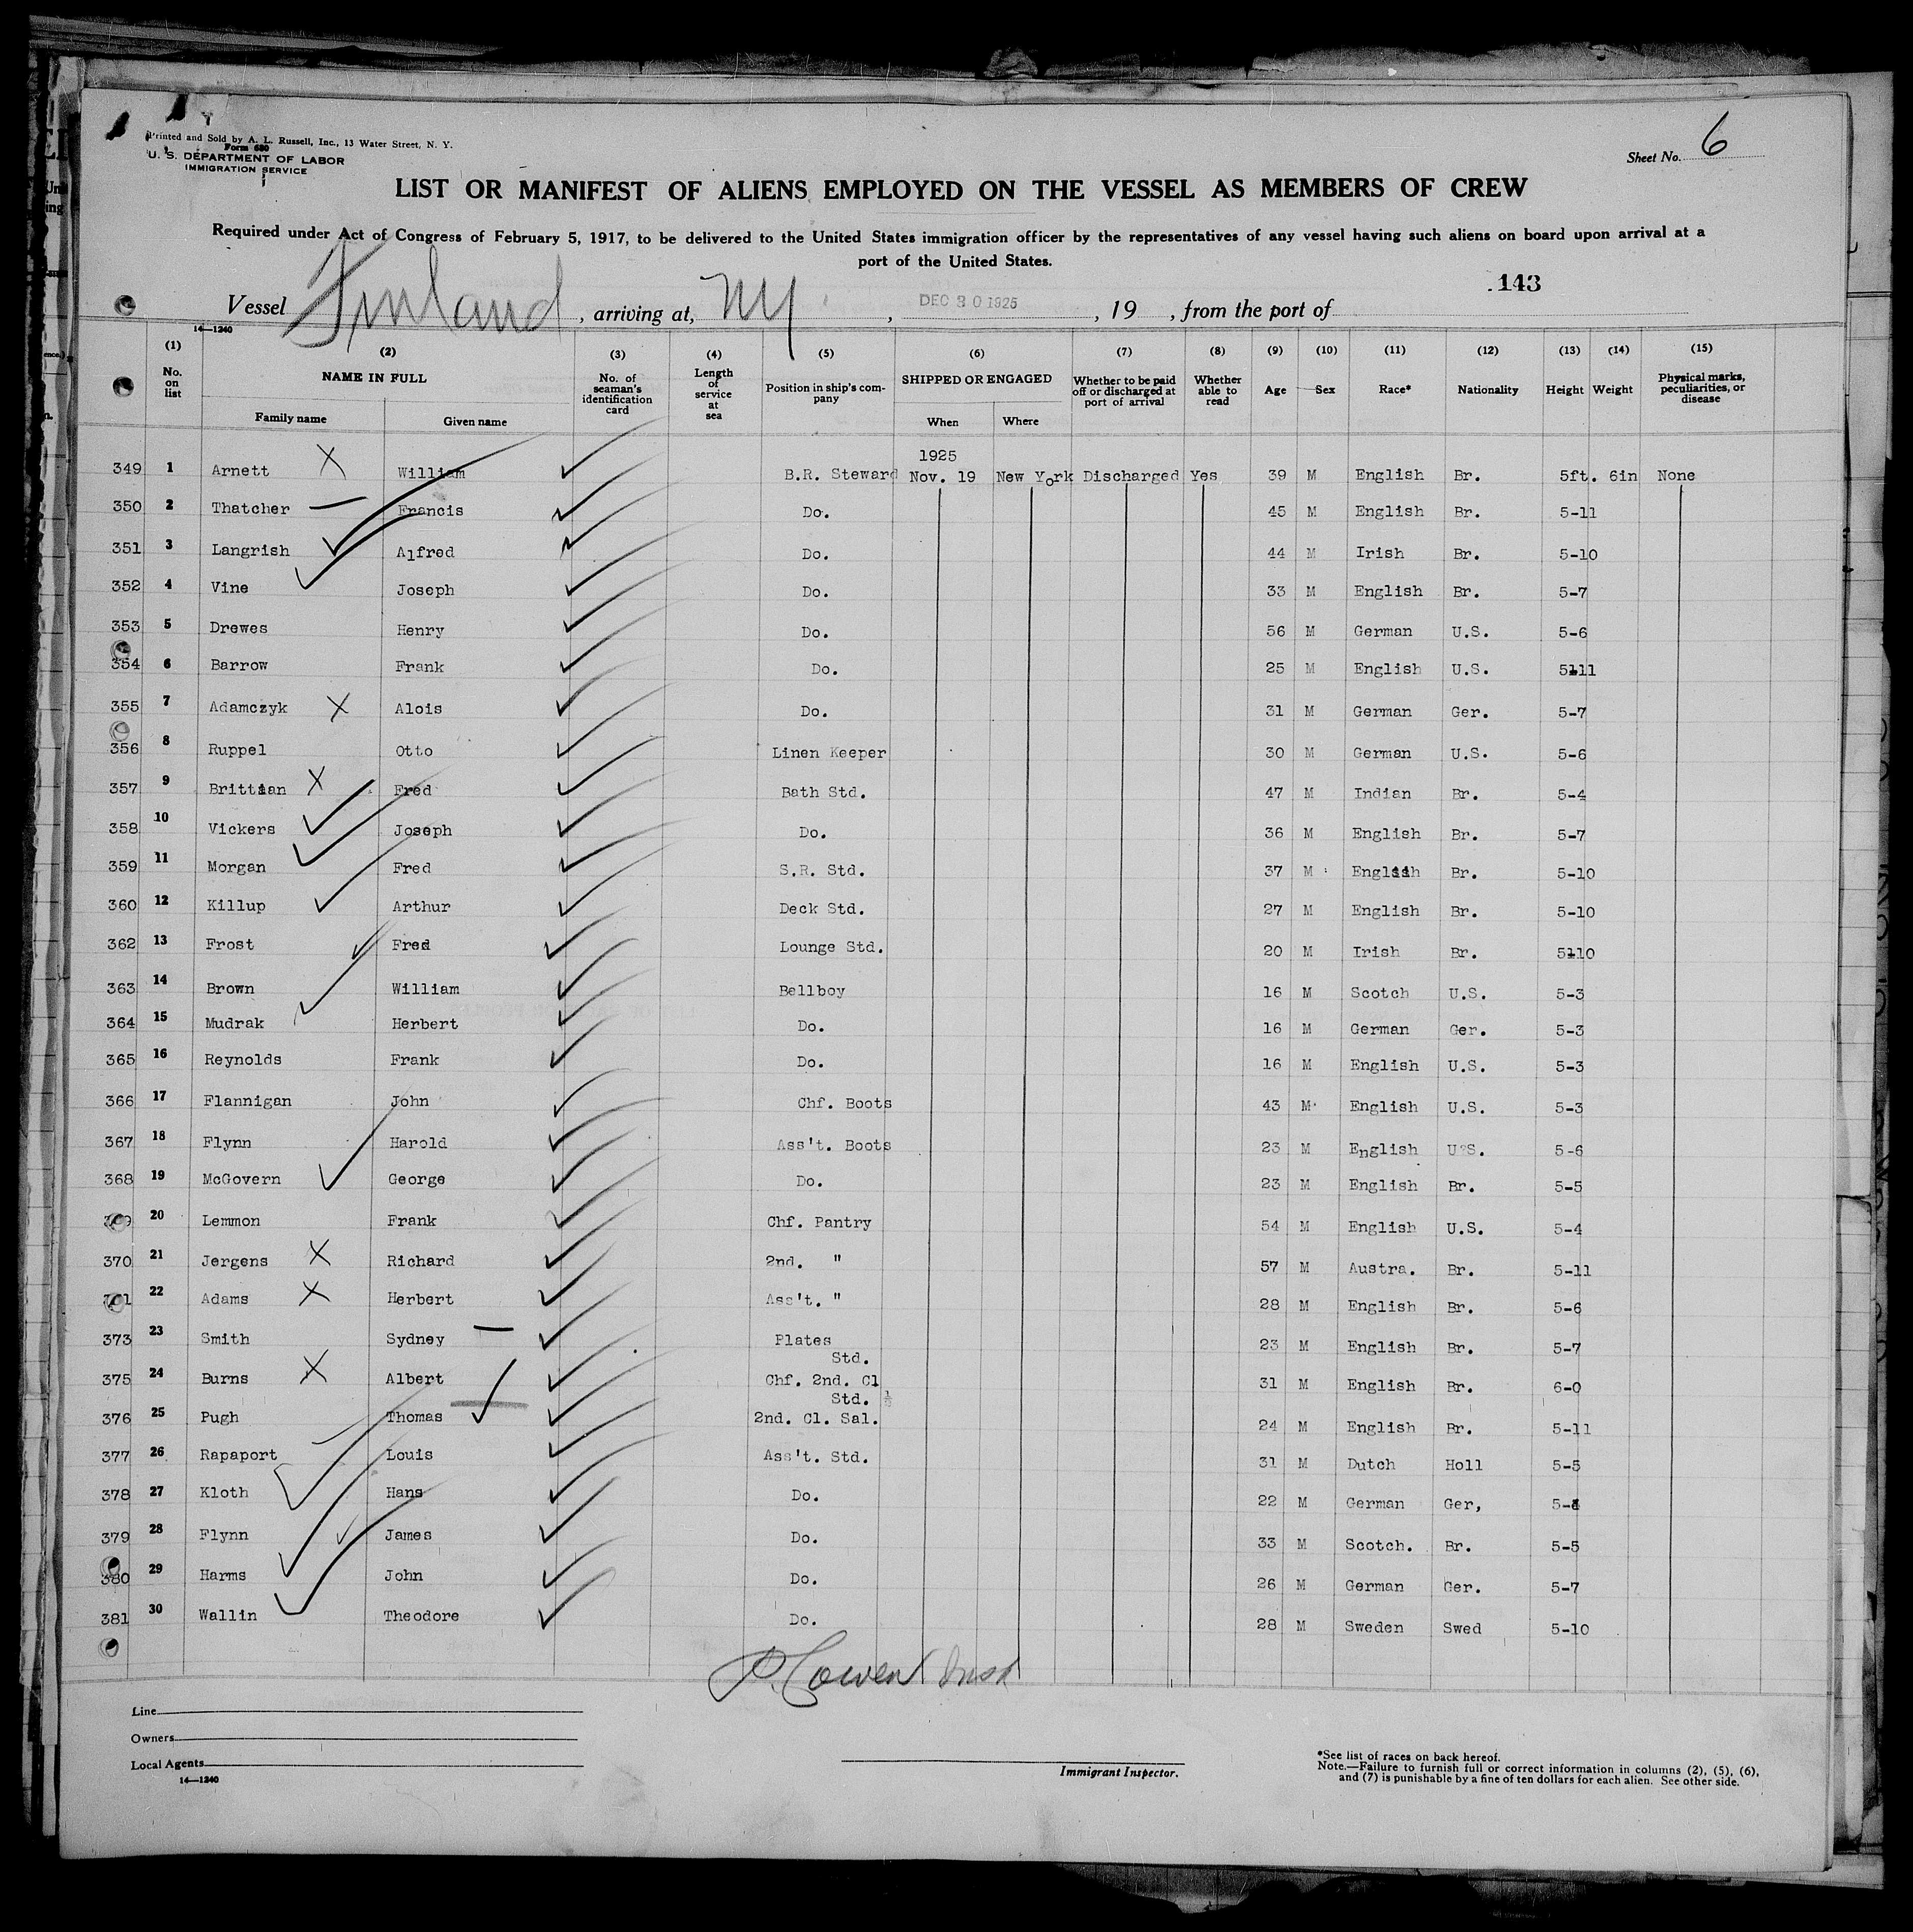 Printed and Sold by A. L. Russell, Inc., 13 Water Street, N. Y.
Form 680
U. S. DEPARTMENT OF LABOR
IMMIGRATION SERVICE
Sheet No. 6
LIST OR MANIFEST OF ALIENS EMPLOYED ON THE VESSEL AS MEMBERS OF CREW
Required under Act of Congress of February 5, 1917, to be delivered to the United States immigration officer by the representatives of any vessel having such aliens on board upon arrival at a
port of the United States.
143
Vessel Finland, arriving at, NY, DEC 30 1925, 19 , from the port of
14—1240
(1) (2) (3) (4) (5) (6) (7) (8) (9) (10) (11) (12) (13) (14) (15)
No. on list NAME IN FULL Family name Given name No. of seaman's identification card Length of service at sea Position in ship's company SHIPPED OR ENGAGED When Where Whether to be paid off or discharged at port of arrival Whether able to read Age Sex Race* Nationality Height Weight Physical marks, peculiarities, or disease
1925
349 1 Arnett X William B.R. Steward Nov. 19 New York Discharged Yes 39 M English Br. 5ft. 6in None
350 2 Thatcher Francis Do. 45 M English Br. 5-11
351 3 Langrish Alfred Do. 44 M Irish Br. 5-10
352 4 Vine Joseph Do. 33 M English Br. 5-7
353 5 Drewes Henry Do. 56 M German U.S. 5-6
354 6 Barrow Frank Do. 25 M English U.S. 5-11
355 7 Adamczyk X Alois Do. 31 M German Ger. 5-7
356 8 Ruppel Otto Linen Keeper 30 M German U.S. 5-6
357 9 Brittian X Fred Bath Std. 47 M Indian Br. 5-4
358 10 Vickers Joseph Do. 36 M English Br. 5-7
359 11 Morgan Fred S.R. Std. 37 M English Br. 5-10
360 12 Killup Arthur Deck Std. 27 M English Br. 5-10
362 13 Frost Fred Lounge Std. 20 M Irish Br. 5-10
363 14 Brown William Bellboy 16 M Scotch U.S. 5-3
364 15 Mudrak Herbert Do. 16 M German Ger. 5-3
365 16 Reynolds Frank Do. 16 M English U.S. 5-3
366 17 Flannigan John Chf. Boots 43 M English U.S. 5-3
367 18 Flynn Harold Ass't. Boots 23 M English U.S. 5-6
368 19 McGovern George Do. 23 M English Br. 5-5
20 Lemmon Frank Chf. Pantry 54 M English U.S. 5-4
370 21 Jergens X Richard 2nd. " 57 M Austra. Br. 5-11
22 Adams X Herbert Ass't. " 28 M English Br. 5-6
373 23 Smith Sydney Plates 23 M English Br. 5-7
Std.
375 24 Burns X Albert Chf. 2nd. Cl 31 M English Br. 6-0
Std.
376 25 Pugh Thomas 2nd. Cl. Sal. 24 M English Br. 5-11
377 26 Rapaport Louis Ass't. Std. 31 M Dutch Holl 5-5
378 27 Kloth Hans Do. 22 M German Ger,
379 28 Flynn James Do. 33 M Scotch. Br. 5-5
380 29 Harms John Do. 26 M German Ger. 5-7
381 30 Wallin Theodore Do. 28 M Sweden Swed 5-10
P. Cowen Insp
Line
Owners
Local Agents
14—1240
Immigrant Inspector.
*See list of races on back hereof.
Note.—Failure to furnish full or correct information in columns (2), (5), (6),
and (7) is punishable by a fine of ten dollars for each alien. See other side.